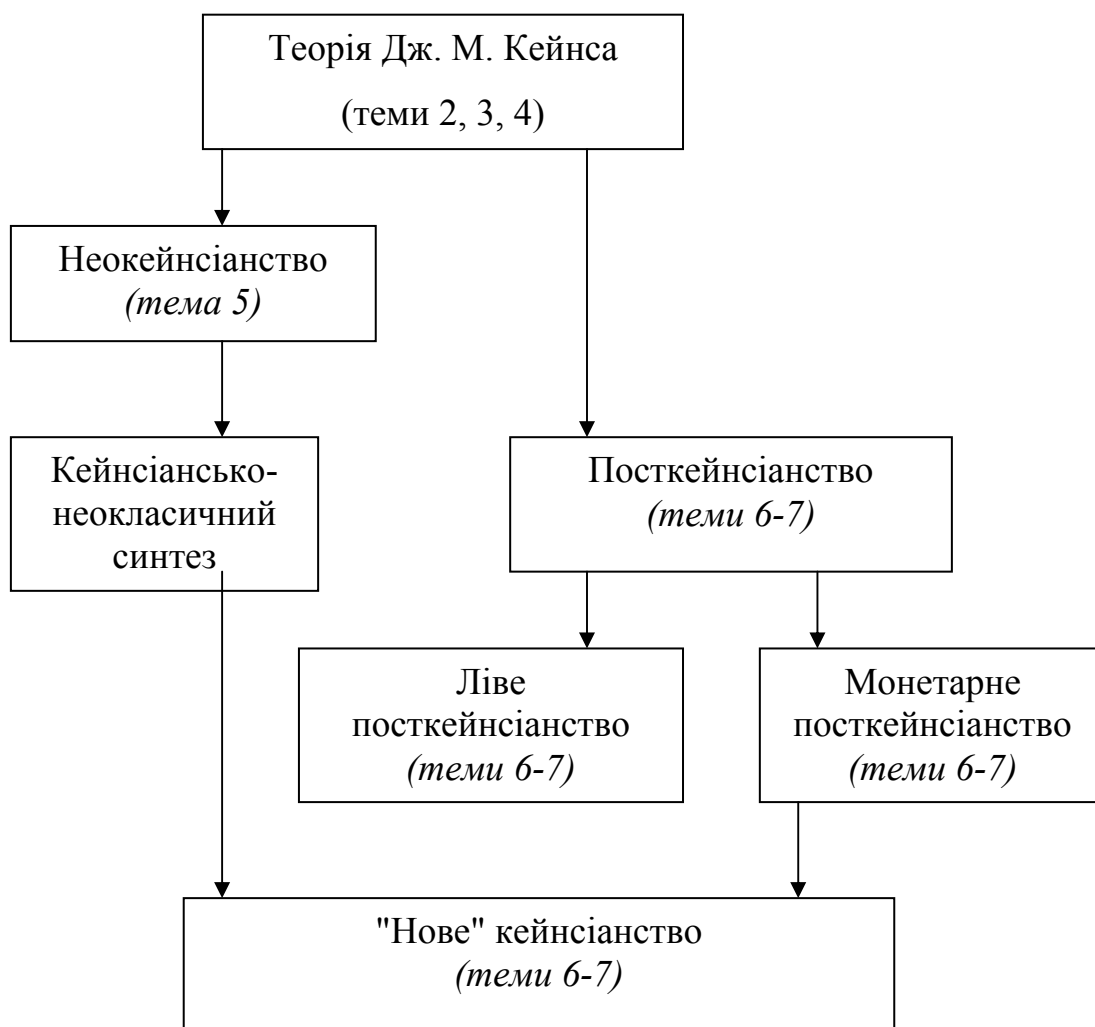 Теорія Дж. М. Кейнса
(теми 2, 3, 4)
Неокейнсіанство
(тема 5)
Кейнсіансько-
неокласичний
синтез
Посткейнсіанство
(теми 6-7)
Ліве
посткейнсіанство
(теми 6-7)
Монетарне
посткейнсіанство
(теми 6-7)
"Нове" кейнсіанство
(теми 6-7)